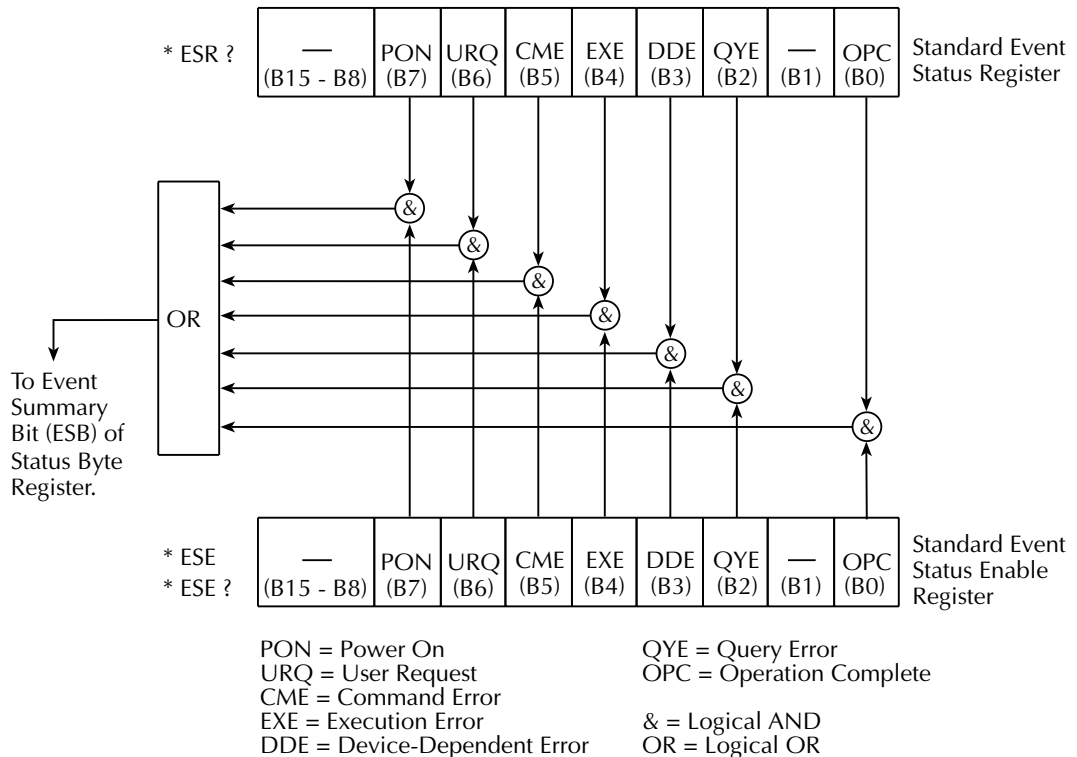 * ESR ?
— PON URQ CME EXE DDE QYE — OPC
(B15 - B8) (B7) (B6) (B5) (B4) (B3) (B2) (B1) (B0)
Standard Event
Status Register
&
&
&
&
&
&
&
OR
To Event
Summary
Bit (ESB) of
Status Byte
Register.
* ESE
* ESE ?
— PON URQ CME EXE DDE QYE — OPC
(B15 - B8) (B7) (B6) (B5) (B4) (B3) (B2) (B1) (B0)
Standard Event
Status Enable
Register
PON = Power On
URQ = User Request
CME = Command Error
EXE = Execution Error
DDE = Device-Dependent Error
QYE = Query Error
OPC = Operation Complete
& = Logical AND
OR = Logical OR